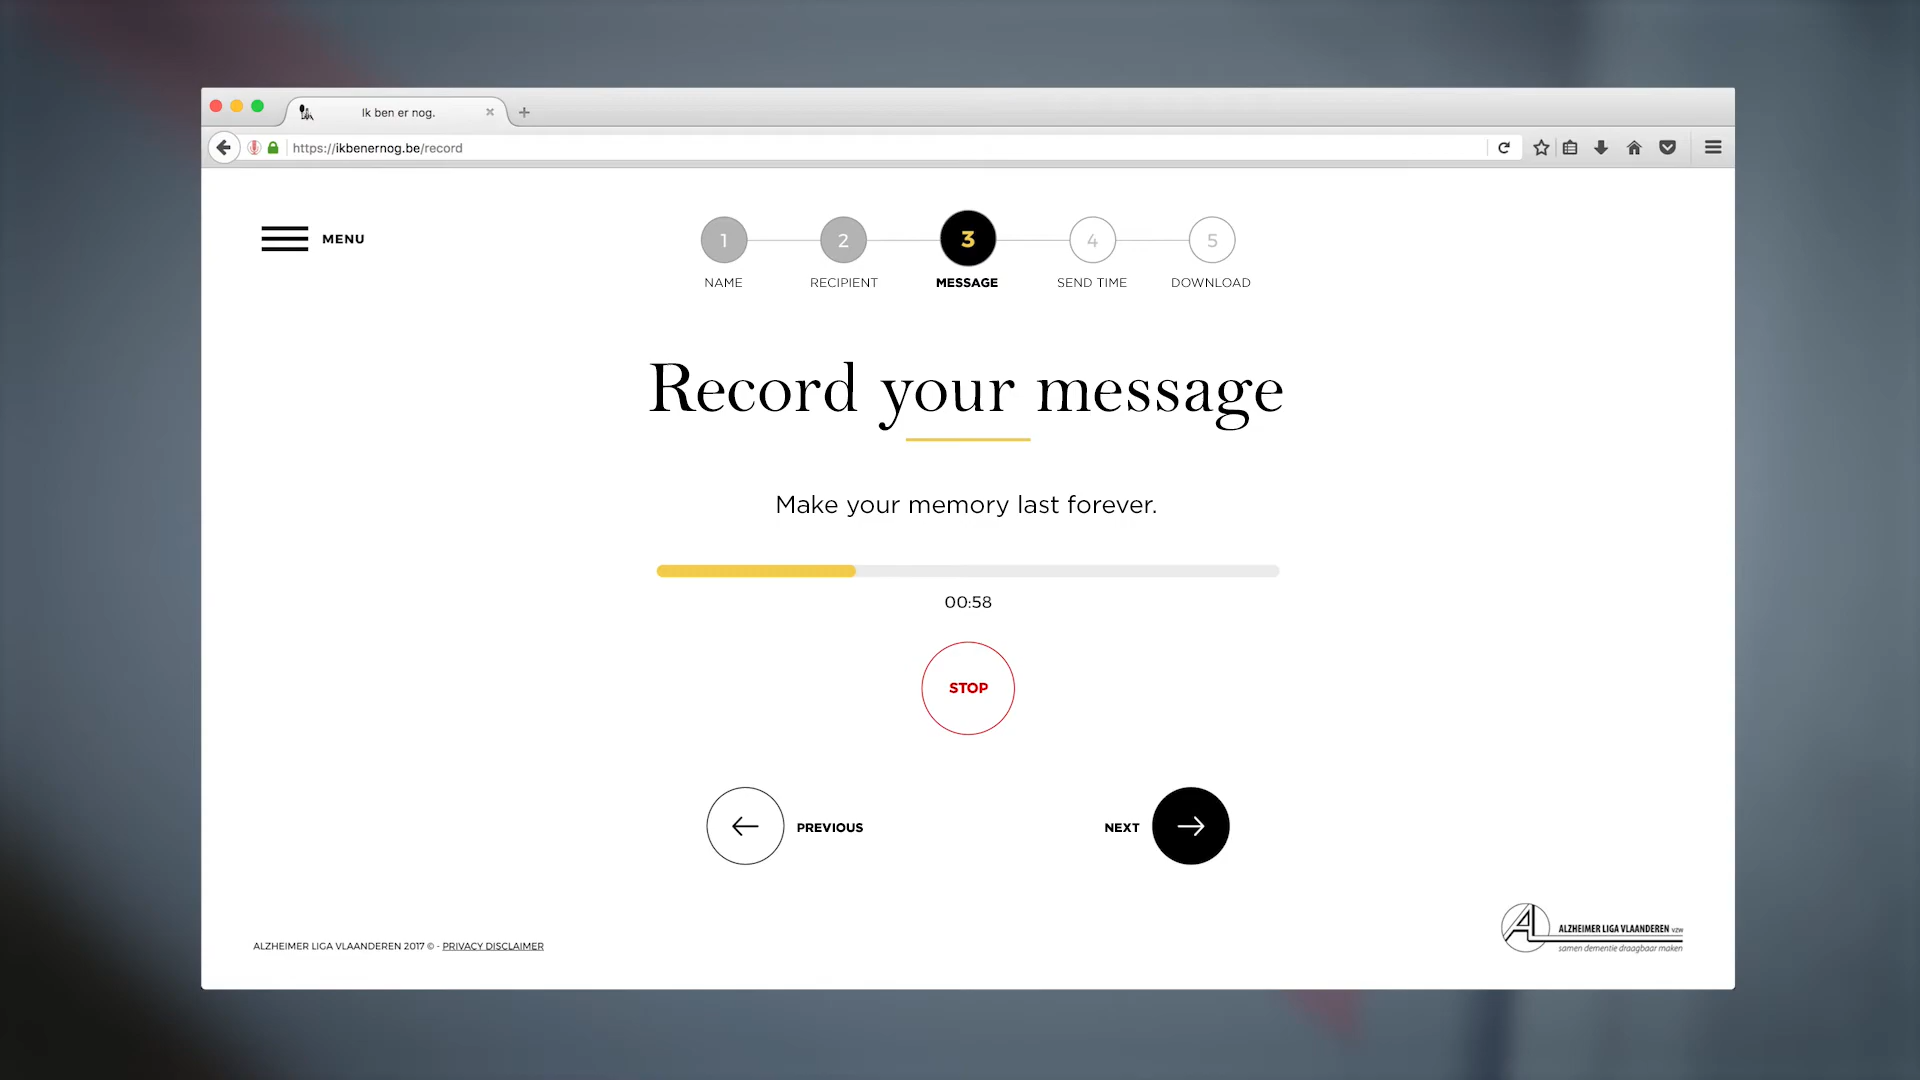 Ik ben er nog.
https://ikbenernog.be/record
MENU
1 2 3 4 5
NAME RECIPIENT MESSAGE SEND TIME DOWNLOAD
Record your message
Make your memory last forever.
00:58
STOP
PREVIOUS NEXT
ALZHEIMER LIGA VLAANDEREN 2017 © - PRIVACY DISCLAIMER
AL
ALZHEIMER LIGA VLAANDEREN vzw
samen dementie draagbaar maken